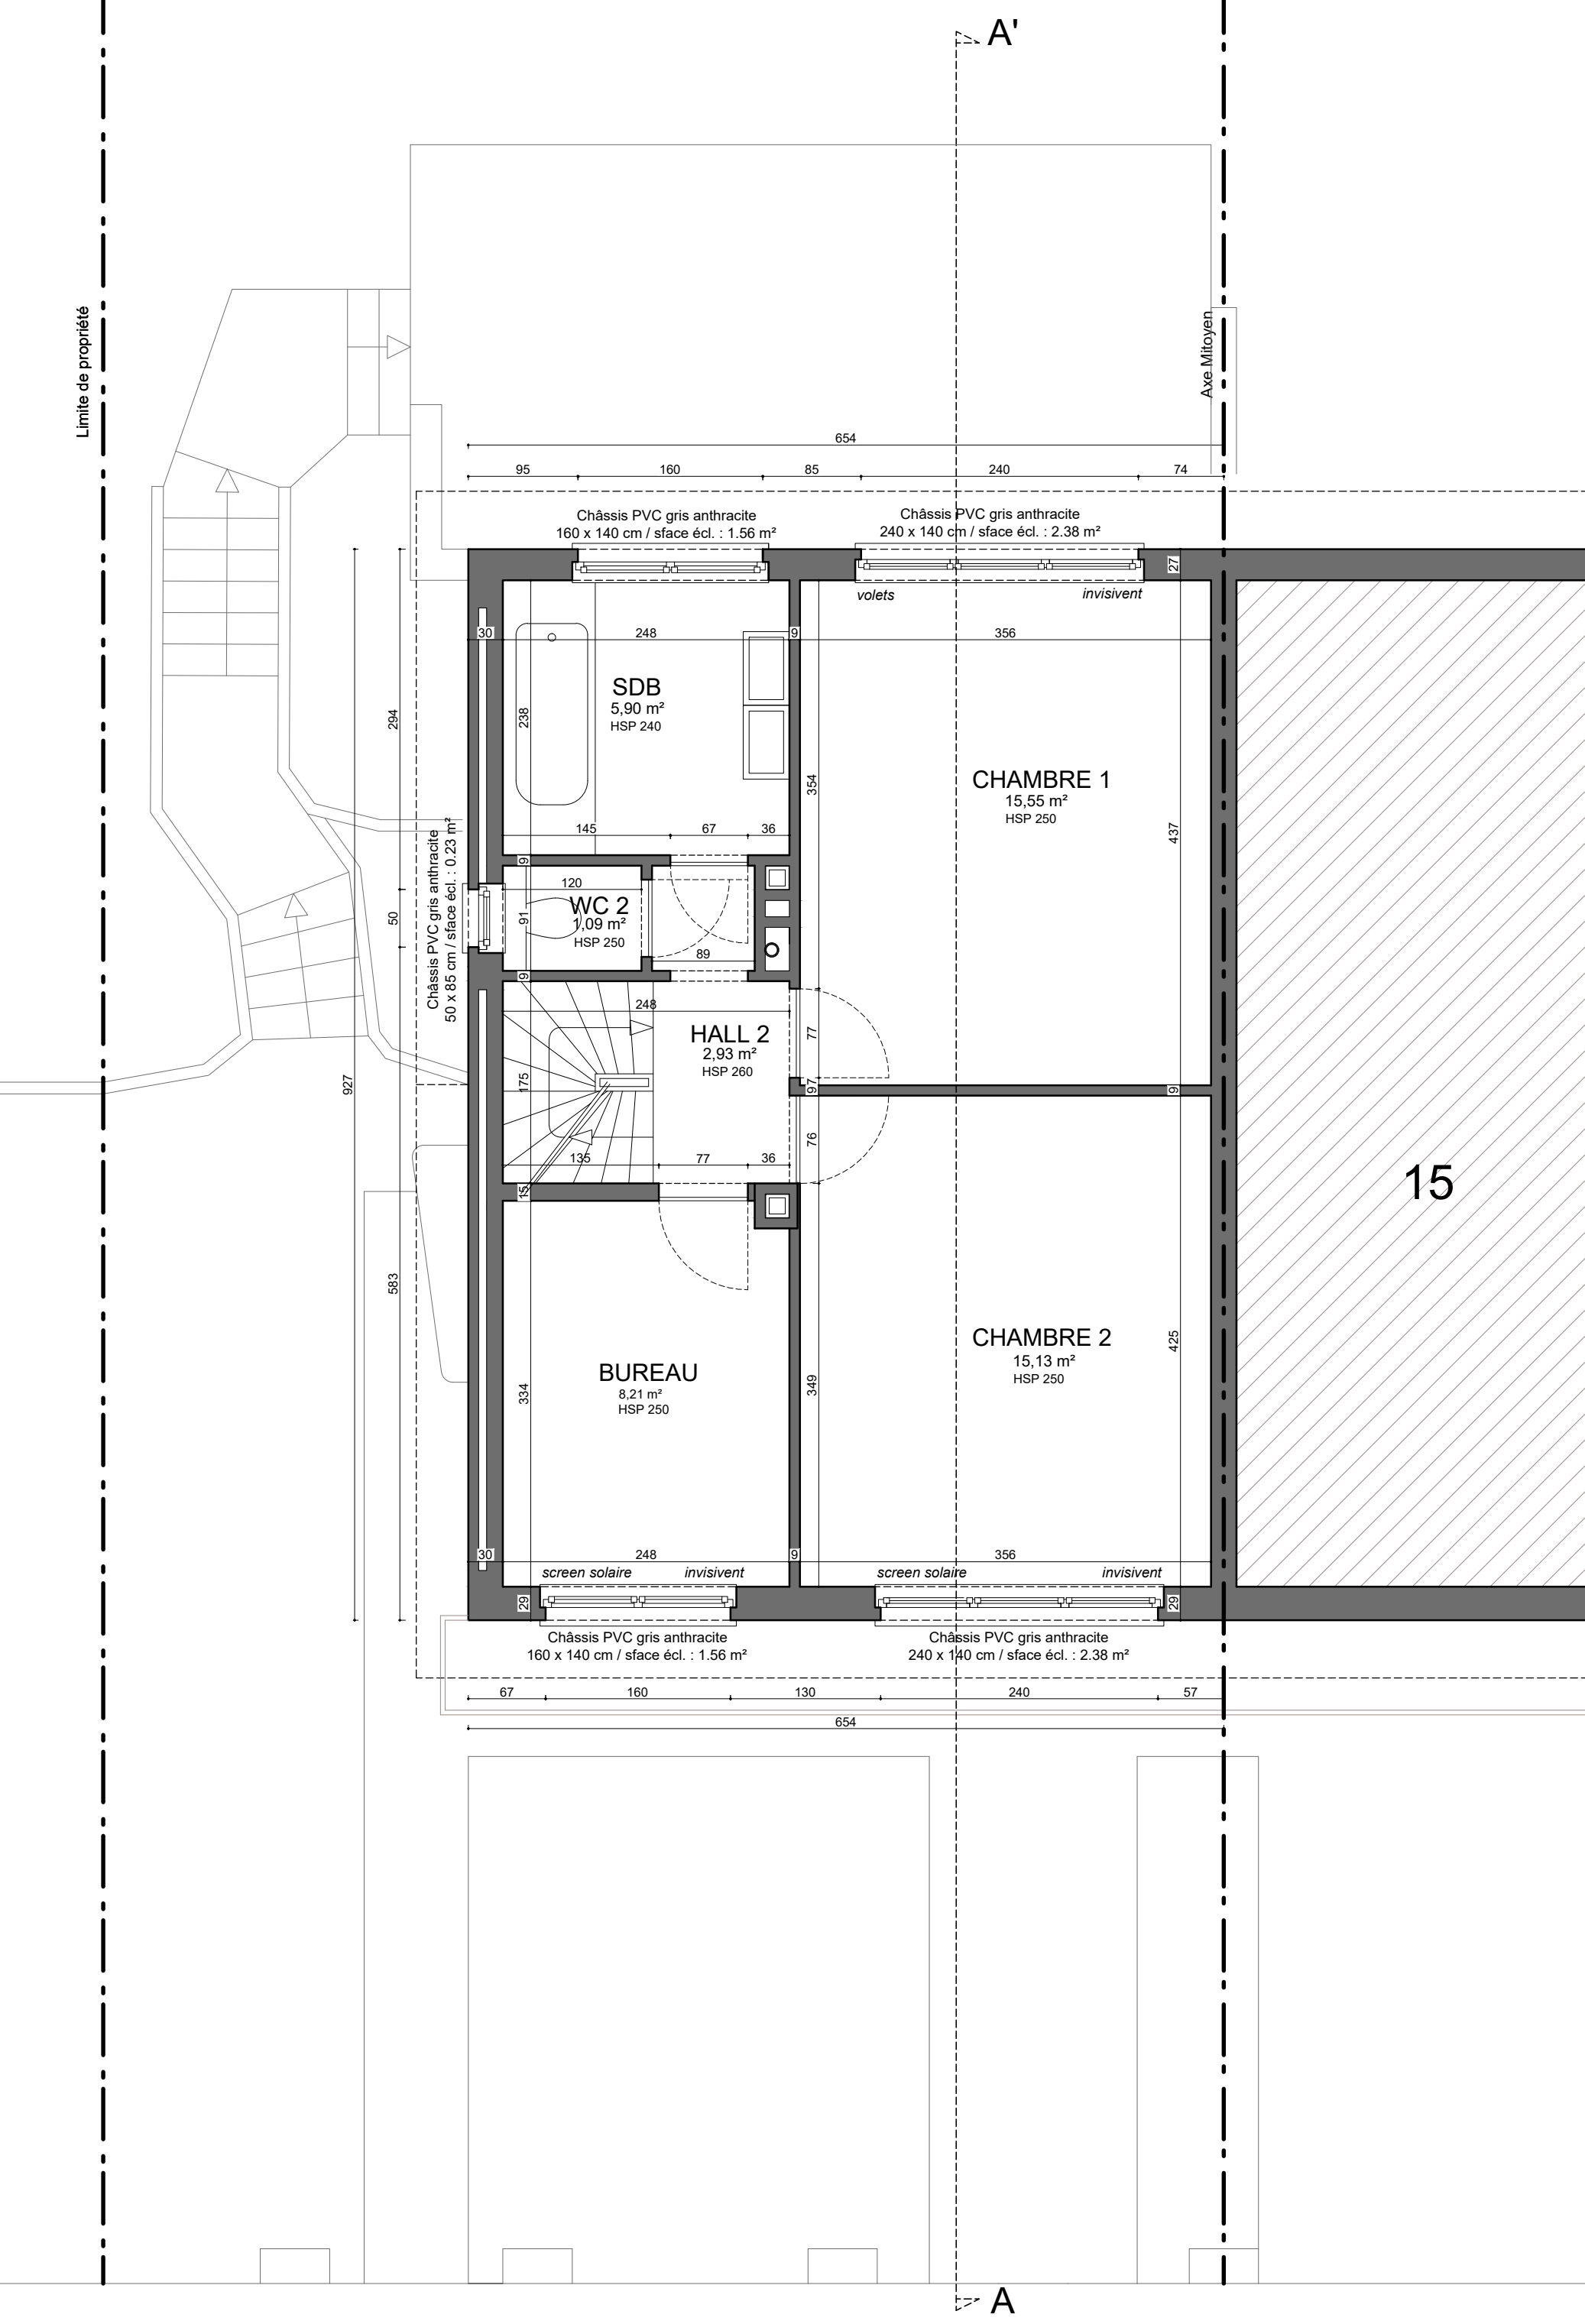 A'
Limite de propriété
Axe Mitoyen
654
95 160 85 240 74
Châssis PVC gris anthracite
160 x 140 cm / sface écl. : 1.56 m²
Châssis PVC gris anthracite
240 x 140 cm / sface écl. : 2.38 m²
27
volets
invisivent
30 248 9 356
SDB
5,90 m²
HSP 240
238
294
354
CHAMBRE 1
15,55 m²
HSP 250
437
145 67 36
9
Châssis PVC gris anthracite
50 x 85 cm / sface écl. : 0.23 m²
50
120
WC 2
1,09 m²
HSP 250
91
89
9
248
HALL 2
2,93 m²
HSP 260
77
175
927
97
9
76
135 77 36
15
15
583
BUREAU
8,21 m²
HSP 250
334
349
CHAMBRE 2
15,13 m²
HSP 250
425
30 248 9 356
screen solaire
invisivent
screen solaire
invisivent
29
29
Châssis PVC gris anthracite
160 x 140 cm / sface écl. : 1.56 m²
Châssis PVC gris anthracite
240 x 140 cm / sface écl. : 2.38 m²
67 160 130 240 57
654
A